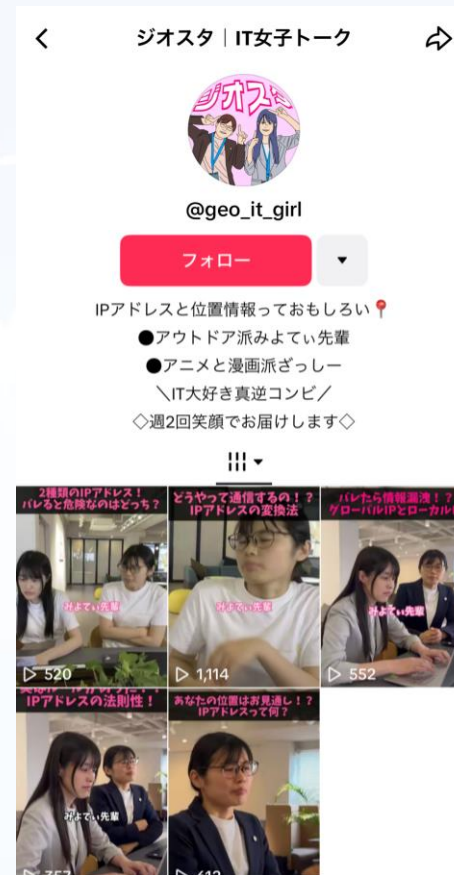 ジオスタ｜IT女子トーク
ジオスタ
@geo_it_girl
フォロー
IPアドレスと位置情報っておもしろい📍
●アウトドア派みよてぃ先輩
●アニメと漫画派ざっしー
＼IT大好き真逆コンビ／
◇週2回笑顔でお届けします◇
2種類のIPアドレス！
バレると危険なのはどっち？
みよてぃ先輩
520
どうやって通信するの！？
IPアドレスの変換法
みよてぃ先輩
1,114
バレたら情報漏洩！？
グローバルIPとローカル
みよてぃ先輩
552
IPアドレスの法則性！
みよてぃ先輩
357
あなたの位置はお見通し！？
IPアドレスって何？
612